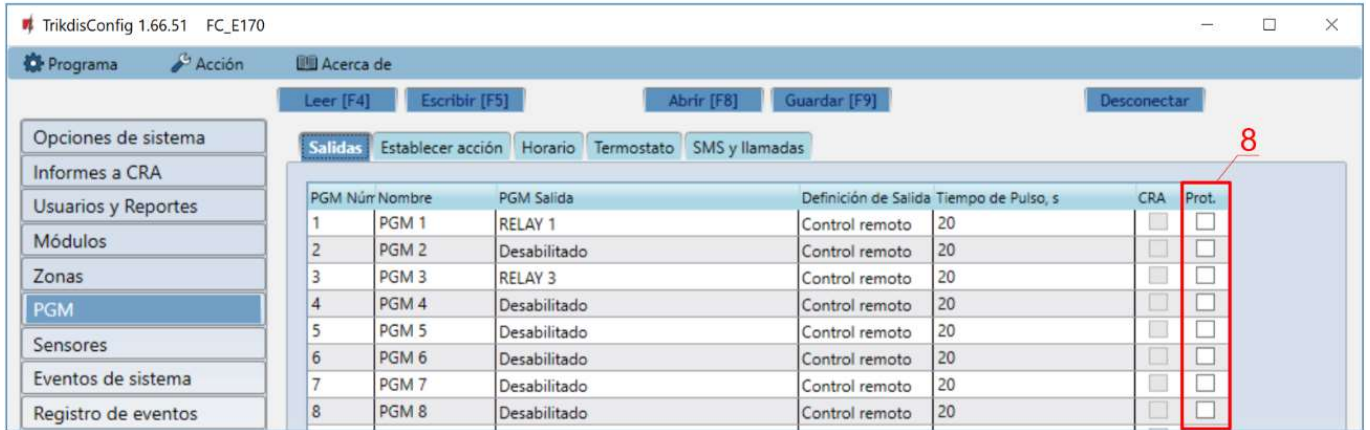 TrikdisConfig 1.66.51 FC_E170
Programa Acción Acerca de
Leer [F4] Escribir [F5] Abrir [F8] Guardar [F9] Desconectar
Opciones de sistema
Informes a CRA
Usuarios y Reportes
Módulos
Zonas
PGM
Sensores
Eventos de sistema
Registro de eventos
Salidas Establecer acción Horario Termostato SMS y llamadas
8
PGM Núm Nombre PGM Salida Definición de Salida Tiempo de Pulso, s CRA Prot.
1 PGM 1 RELAY 1 Control remoto 20
2 PGM 2 Desabilitado Control remoto 20
3 PGM 3 RELAY 3 Control remoto 20
4 PGM 4 Desabilitado Control remoto 20
5 PGM 5 Desabilitado Control remoto 20
6 PGM 6 Desabilitado Control remoto 20
7 PGM 7 Desabilitado Control remoto 20
8 PGM 8 Desabilitado Control remoto 20